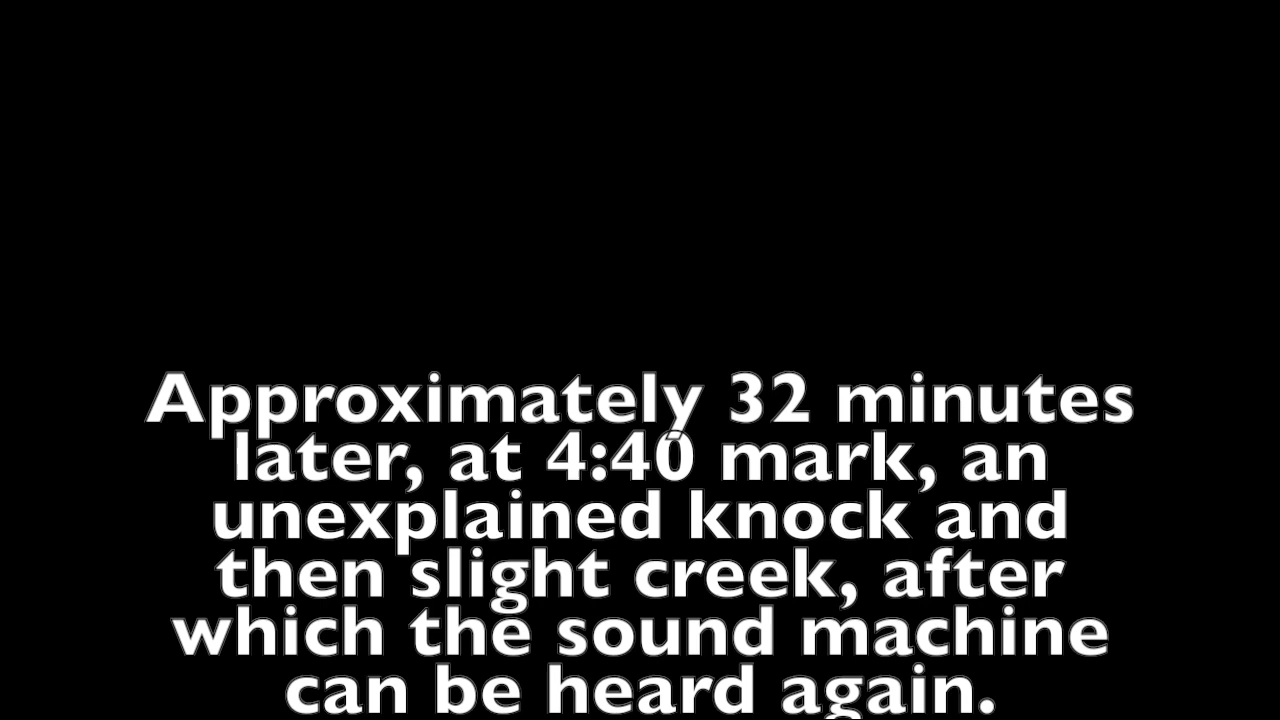 Approximately 32 minutes
later, at 4:40 mark, an
unexplained knock and
then slight creek, after
which the sound machine
can be heard again.